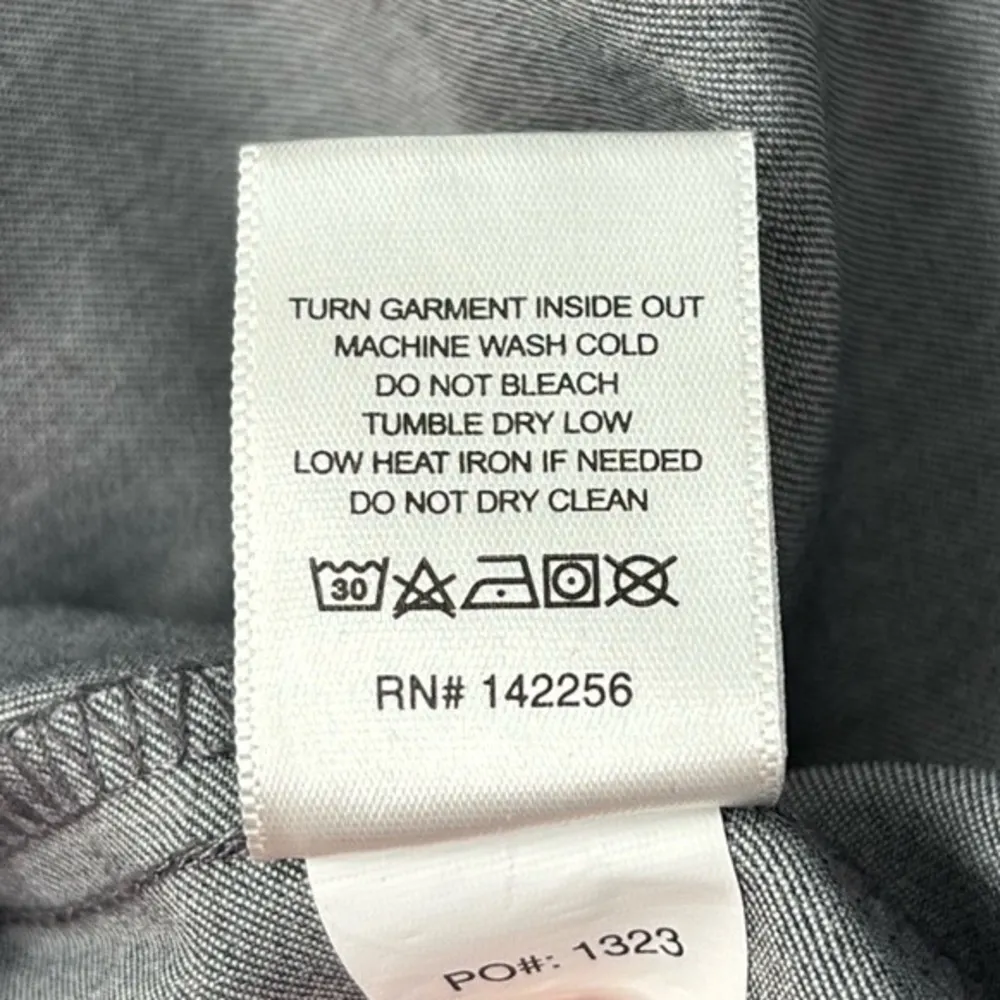 TURN GARMENT INSIDE OUT
MACHINE WASH COLD
DO NOT BLEACH
TUMBLE DRY LOW
LOW HEAT IRON IF NEEDED
DO NOT DRY CLEAN
30
RN# 142256
PO#: 1323